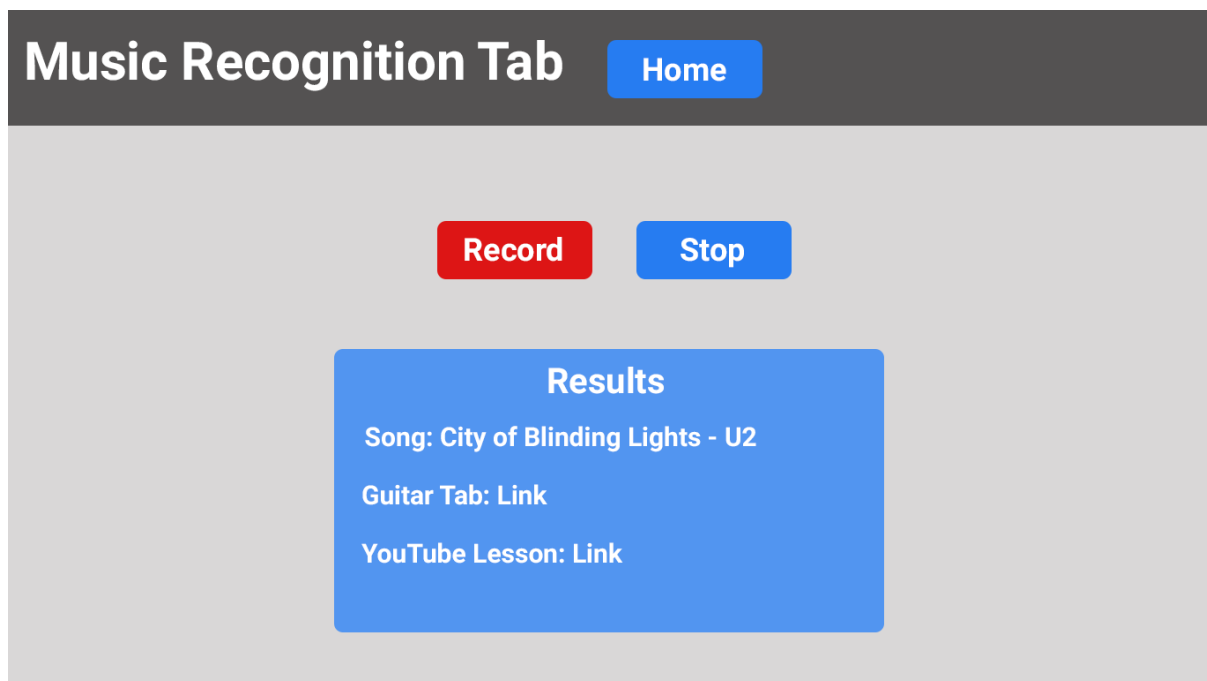 Music Recognition Tab Home
Record Stop
Results
Song: City of Blinding Lights - U2
Guitar Tab: Link
YouTube Lesson: Link